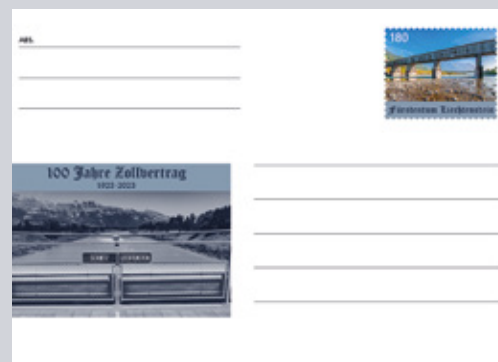 ABS.
180
Fürstentum Liechtenstein
100 Jahre Zollvertrag
1923-2023